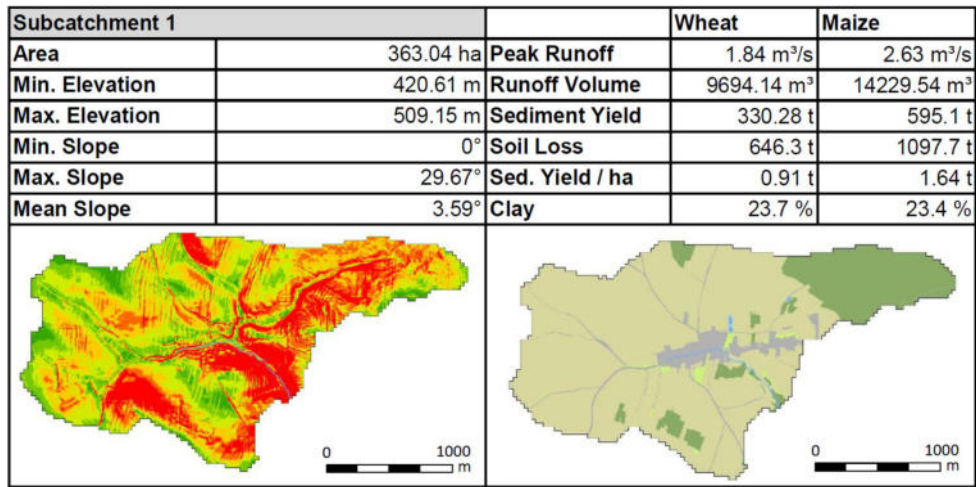 Subcatchment 1 Wheat Maize
Area 363.04 ha Peak Runoff 1.84 m³/s 2.63 m³/s
Min. Elevation 420.61 m Runoff Volume 9694.14 m³ 14229.54 m³
Max. Elevation 509.15 m Sediment Yield 330.28 t 595.1 t
Min. Slope 0° Soil Loss 646.3 t 1097.7 t
Max. Slope 29.67° Sed. Yield / ha 0.91 t 1.64 t
Mean Slope 3.59° Clay 23.7 % 23.4 %
0 1000 m
0 1000 m